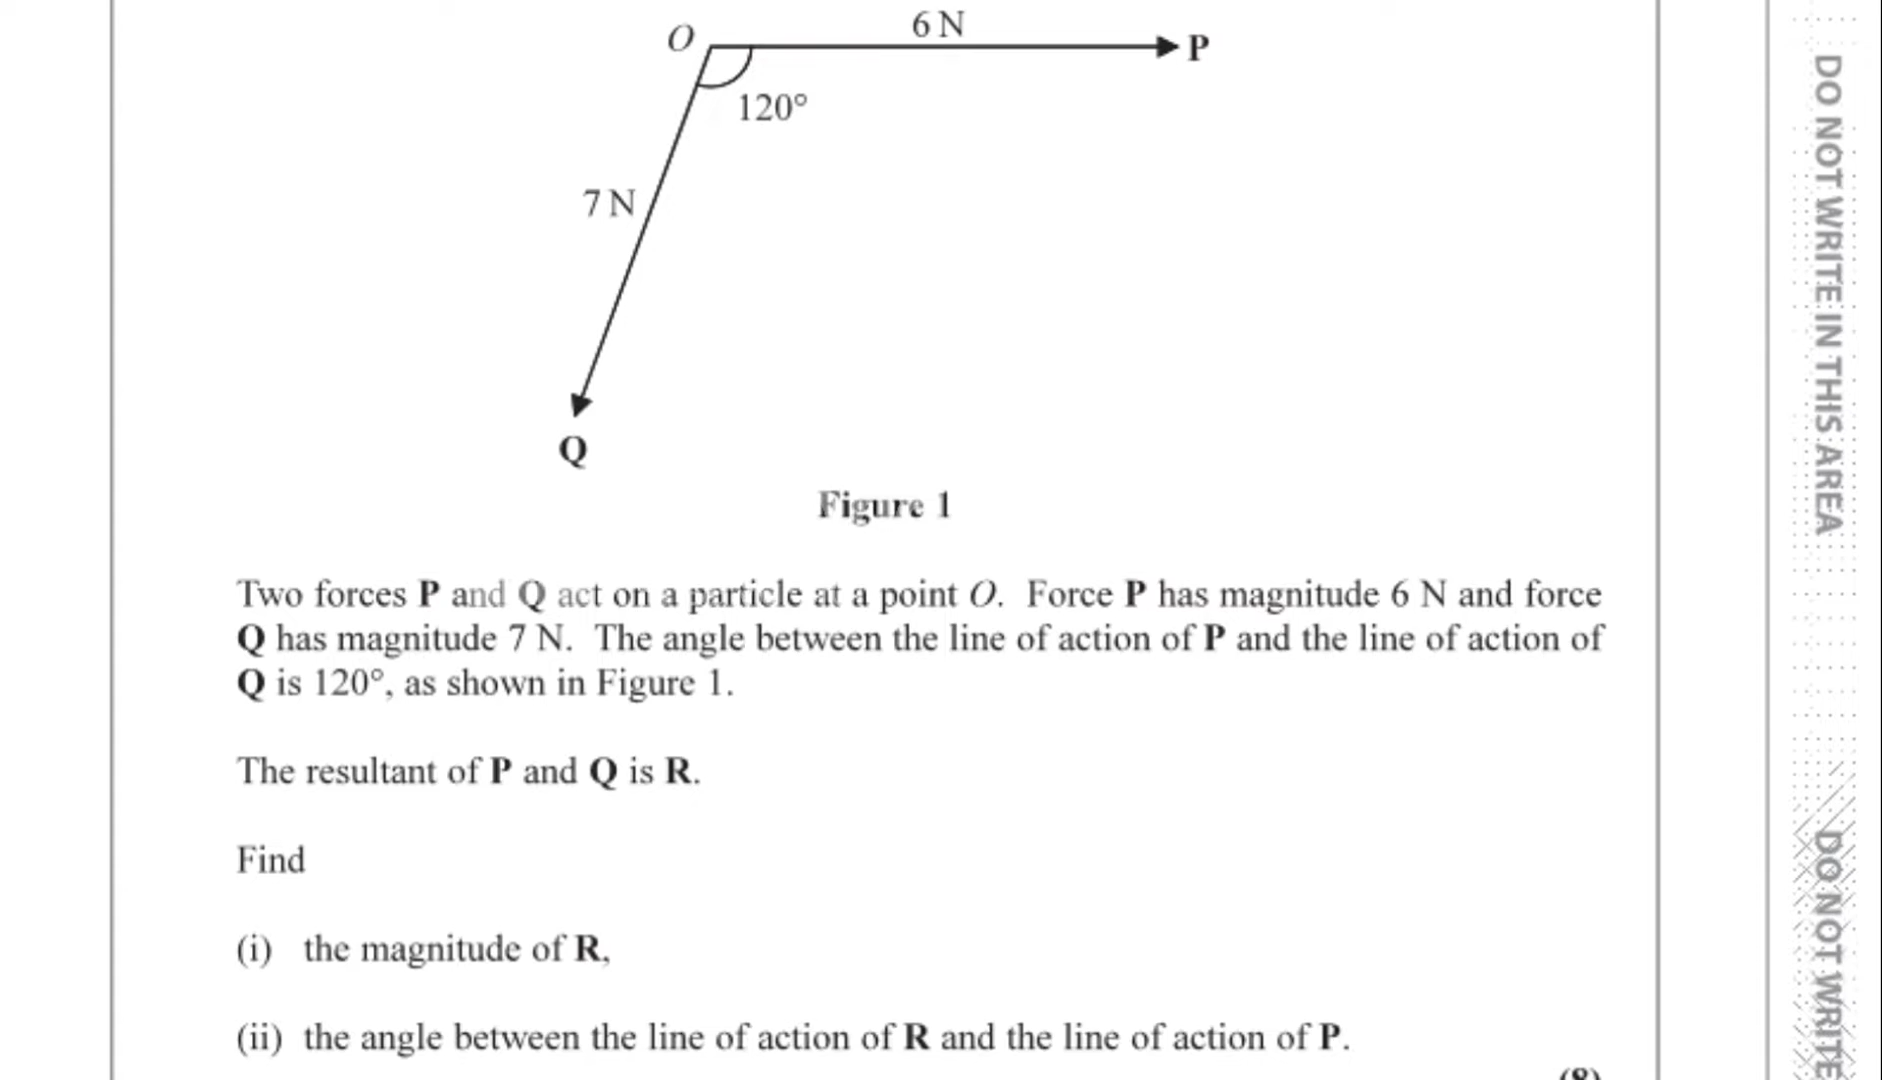 O
6 N
P
120°
7 N
Q
Figure 1
Two forces P and Q act on a particle at a point O. Force P has magnitude 6 N and force
Q has magnitude 7 N. The angle between the line of action of P and the line of action of
Q is 120°, as shown in Figure 1.
The resultant of P and Q is R.
Find
(i) the magnitude of R,
(ii) the angle between the line of action of R and the line of action of P.
(8)
DO NOT WRITE IN THIS AREA
DO NOT WRITE